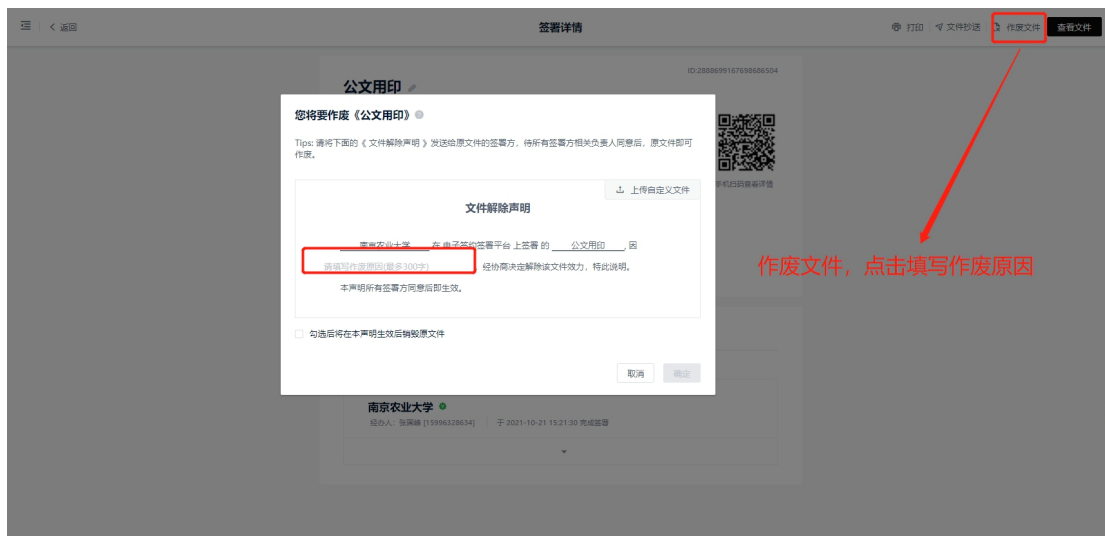 返回
签署详情
打印 文件抄送 作废文件 查看文件
ID:2888699167698686504
公文用印
您将要作废《公文用印》
Tips: 请将下面的《 文件解除声明 》发送给原文件的签署方，待所有签署方相关负责人同意后，原文件即可
作废。
手机扫码查看详情
上传自定义文件
文件解除声明
南京农业大学 在 电子签约签署平台 上签署 的 公文用印 , 因
请填写作废原因(最多300字) 经协商决定解除该文件效力，特此说明。
作废文件，点击填写作废原因
本声明所有签署方同意后即生效。
勾选后将在本声明生效后销毁原文件
取消 确定
南京农业大学
[15996328634] 于 2021-10-21 15:21:30 完成签署